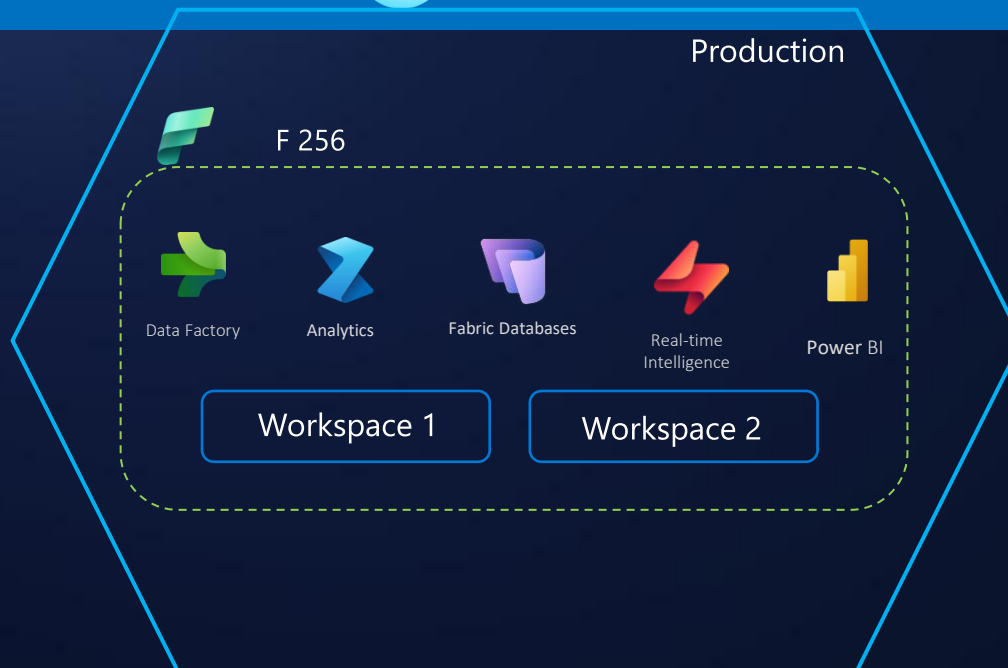 Production
F 256
Data Factory
Analytics
Fabric Databases
Real-time
Intelligence
Power BI
Workspace 1
Workspace 2